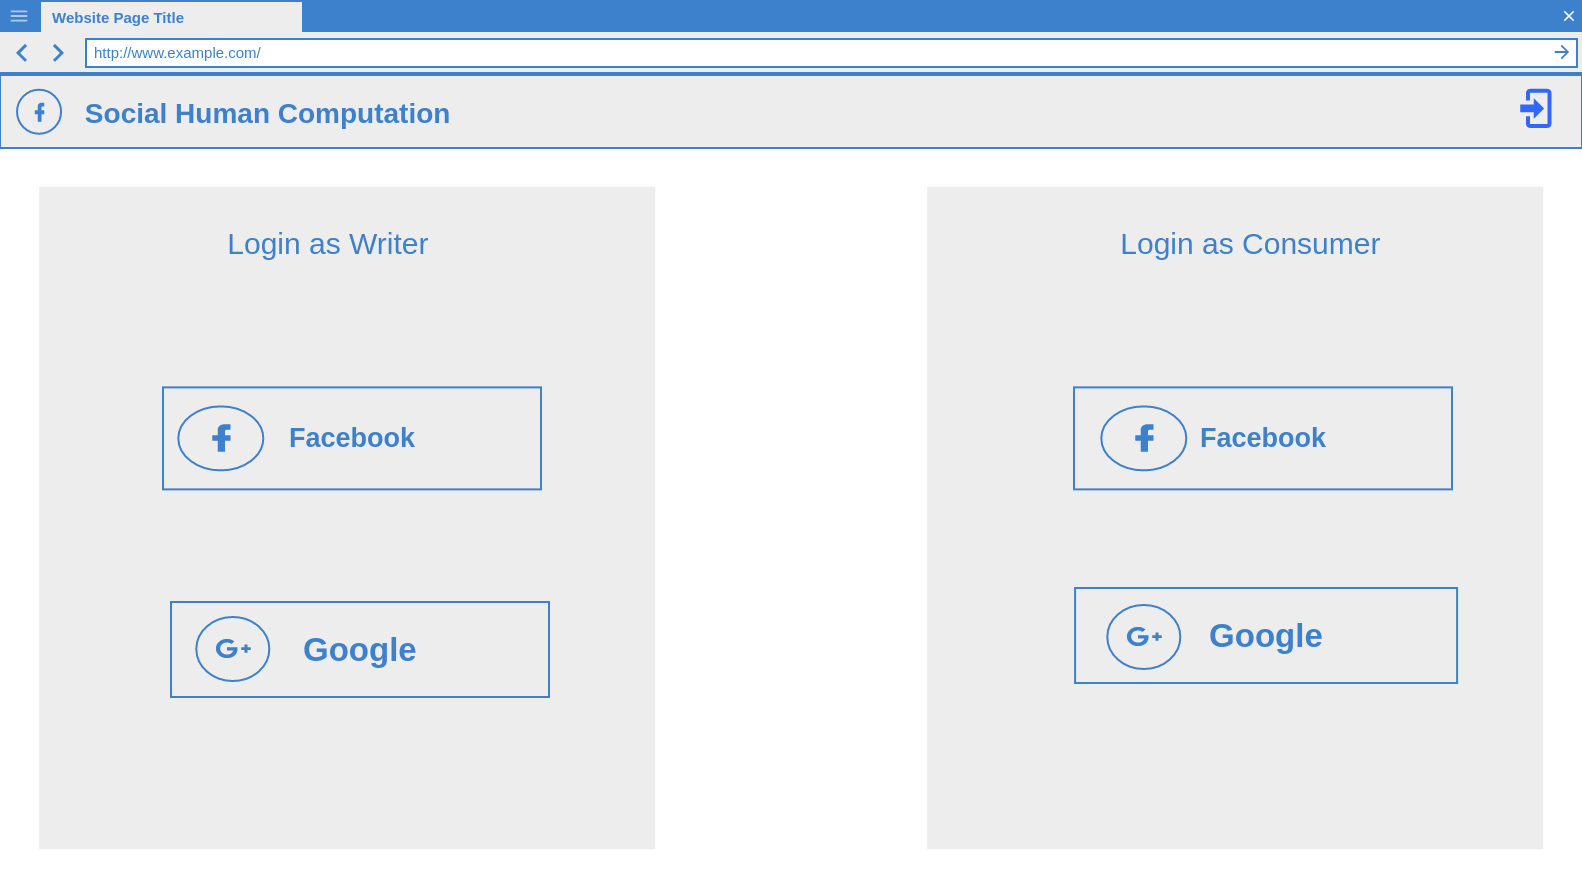 Website Page Title
http://www.example.com/
Social Human Computation
Login as Writer
Facebook
G+ Google
Login as Consumer
Facebook
G+ Google